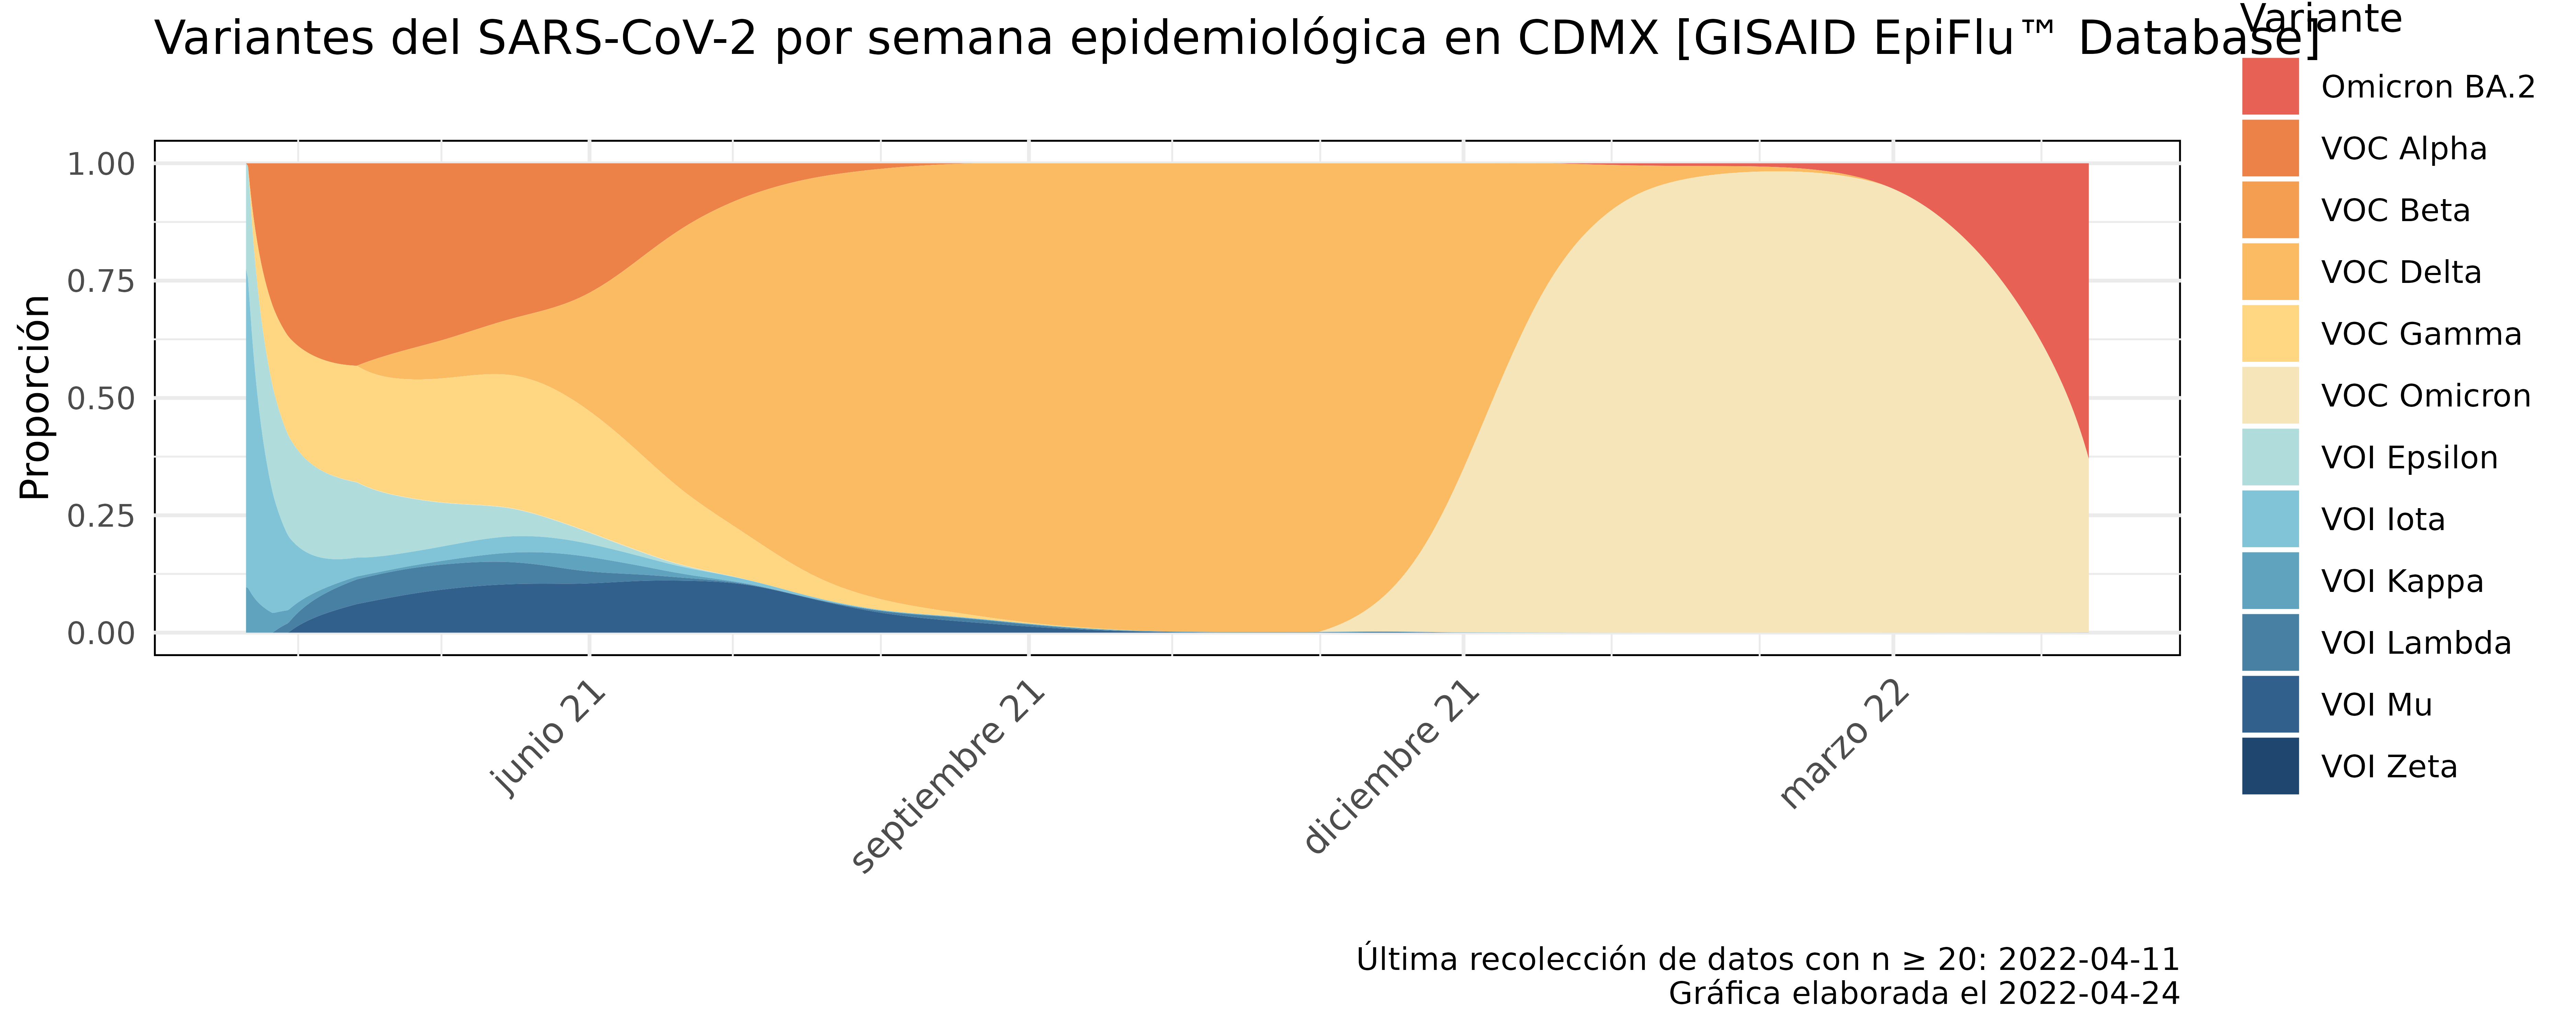 Variantes del SARS-CoV-2 por semana epidemiológica en CDMX [GISAID EpiFlu™ Database]
Variante
Omicron BA.2
VOC Alpha
VOC Beta
VOC Delta
VOC Gamma
VOC Omicron
VOI Epsilon
VOI Iota
VOI Kappa
VOI Lambda
VOI Mu
VOI Zeta
Proporción
1.00
0.75
0.50
0.25
0.00
junio 21
septiembre 21
diciembre 21
marzo 22
Última recolección de datos con n ≥ 20: 2022-04-11
Gráfica elaborada el 2022-04-24